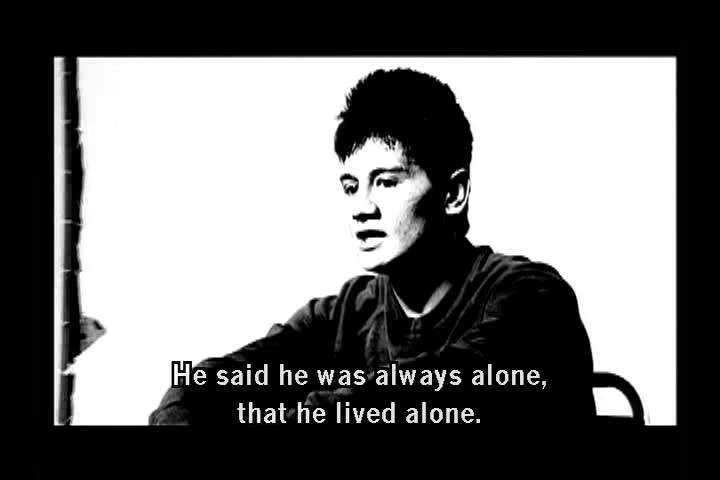 He said he was always alone,
that he lived alone.